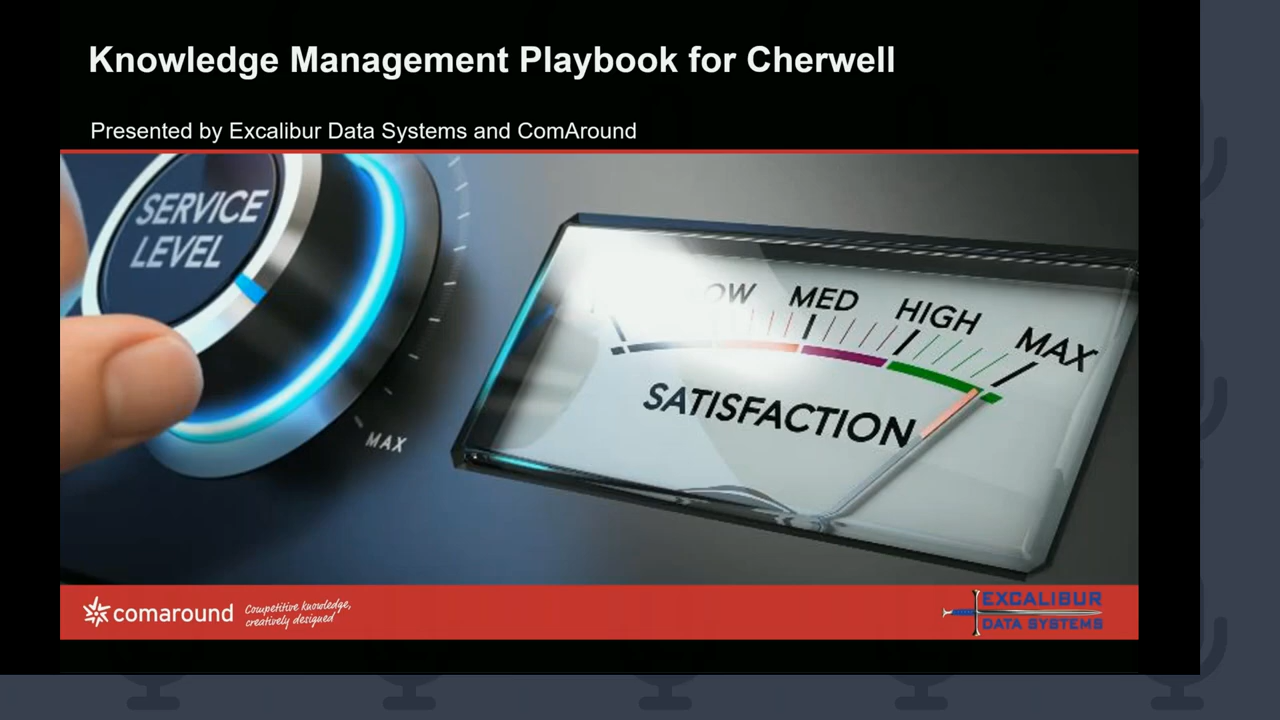 Knowledge Management Playbook for Cherwell
Presented by Excalibur Data Systems and ComAround
SERVICE
LEVEL
MAX
MED
HIGH
MAX
SATISFACTION
comaround
Competitive knowledge,
creatively designed
EXCALIBUR
DATA SYSTEMS